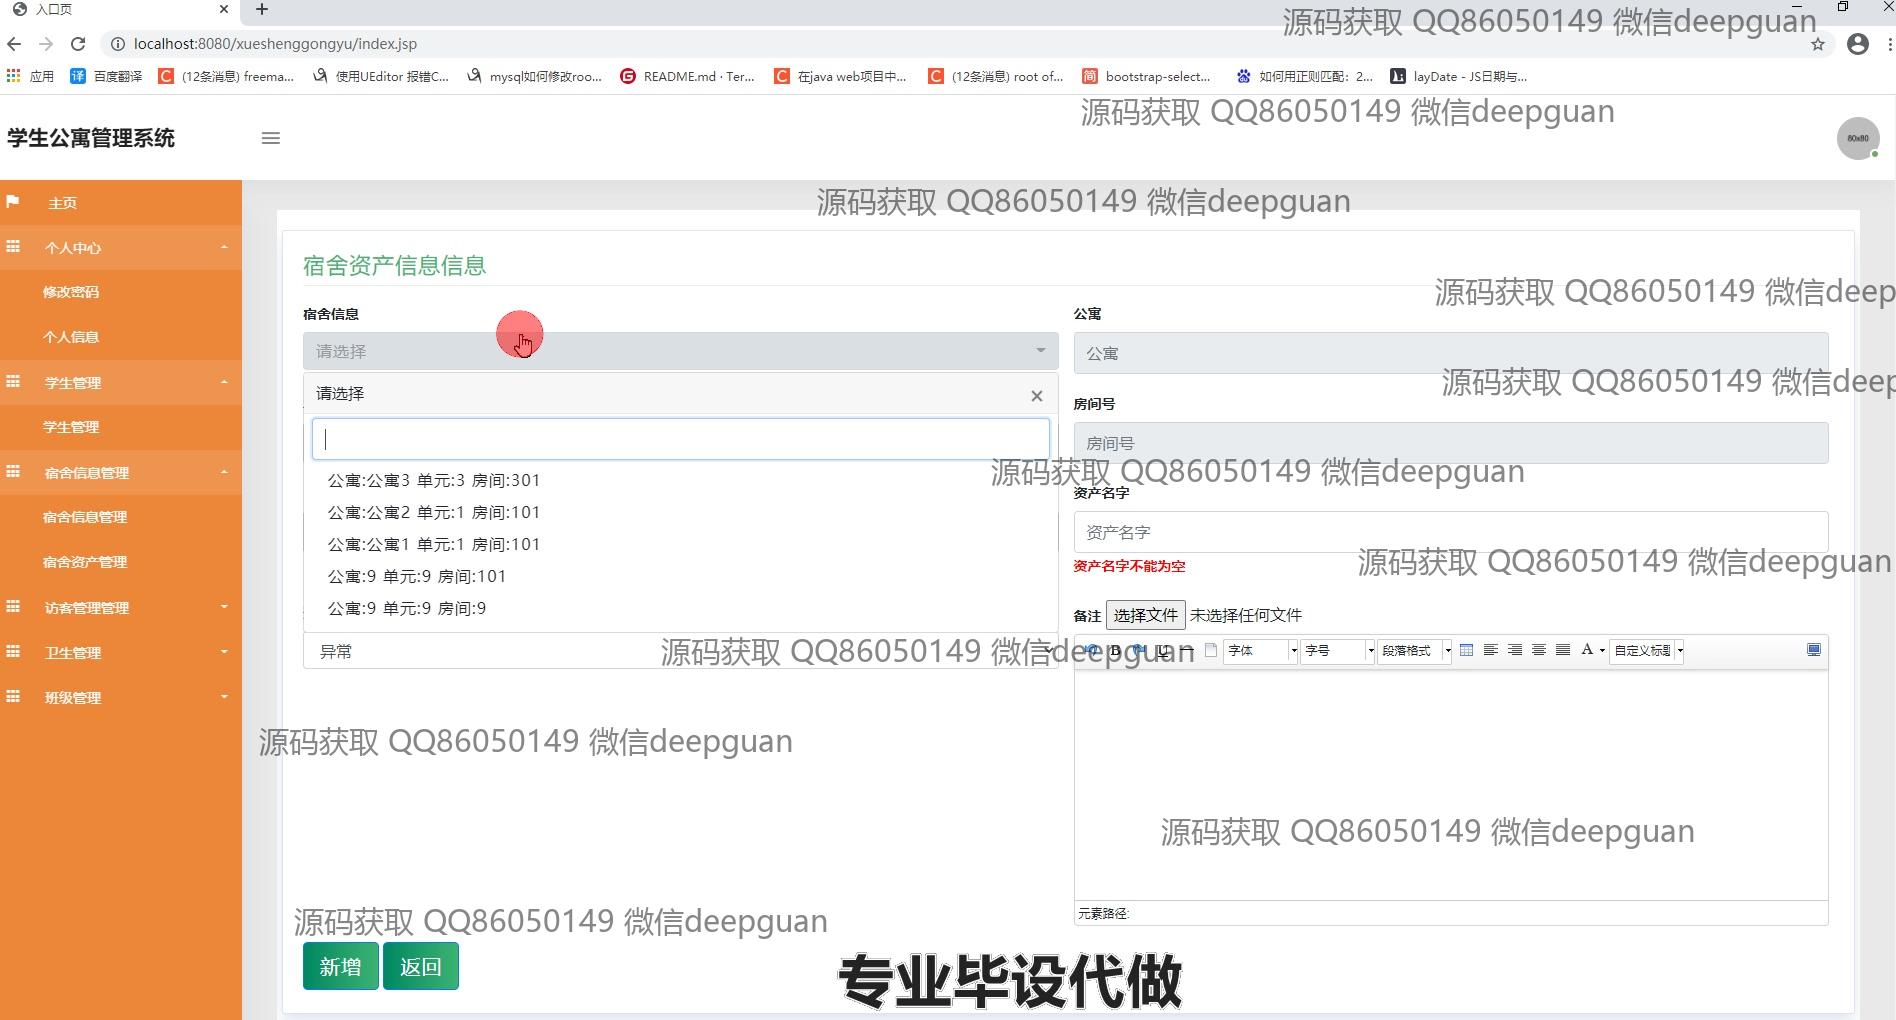 入口页
localhost:8080/xueshenggongyu/index.jsp
应用
百度翻译
(12条消息) freema...
使用UEditor 报错C...
mysql如何修改roo...
README.md · Ter...
在java web项目中...
(12条消息) root of...
bootstrap-select...
如何用正则匹配：2...
layDate - JS日期与...
源码获取 QQ86050149 微信deepguan
源码获取 QQ86050149 微信deepguan
学生公寓管理系统
80x80
源码获取 QQ86050149 微信deepguan
主页
个人中心
修改密码
个人信息
学生管理
学生管理
宿舍信息管理
宿舍信息管理
宿舍资产管理
访客管理管理
卫生管理
班级管理
宿舍资产信息信息
源码获取 QQ86050149 微信deep
宿舍信息
请选择
请选择
公寓:公寓3 单元:3 房间:301
公寓:公寓2 单元:1 房间:101
公寓:公寓1 单元:1 房间:101
公寓:9 单元:9 房间:101
公寓:9 单元:9 房间:9
异常
公寓
公寓
源码获取 QQ86050149 微信deep
房间号
房间号
源码获取 QQ86050149 微信deepguan
资产名字
资产名字
资产名字不能为空
源码获取 QQ86050149 微信deepguan
备注 选择文件 未选择任何文件
源码获取 QQ86050149 微信deepguan
B U 字体 字号 段落格式 A 自定义标题
源码获取 QQ86050149 微信deepguan
源码获取 QQ86050149 微信deepguan
元素路径:
源码获取 QQ86050149 微信deepguan
新增 返回
专业毕设代做